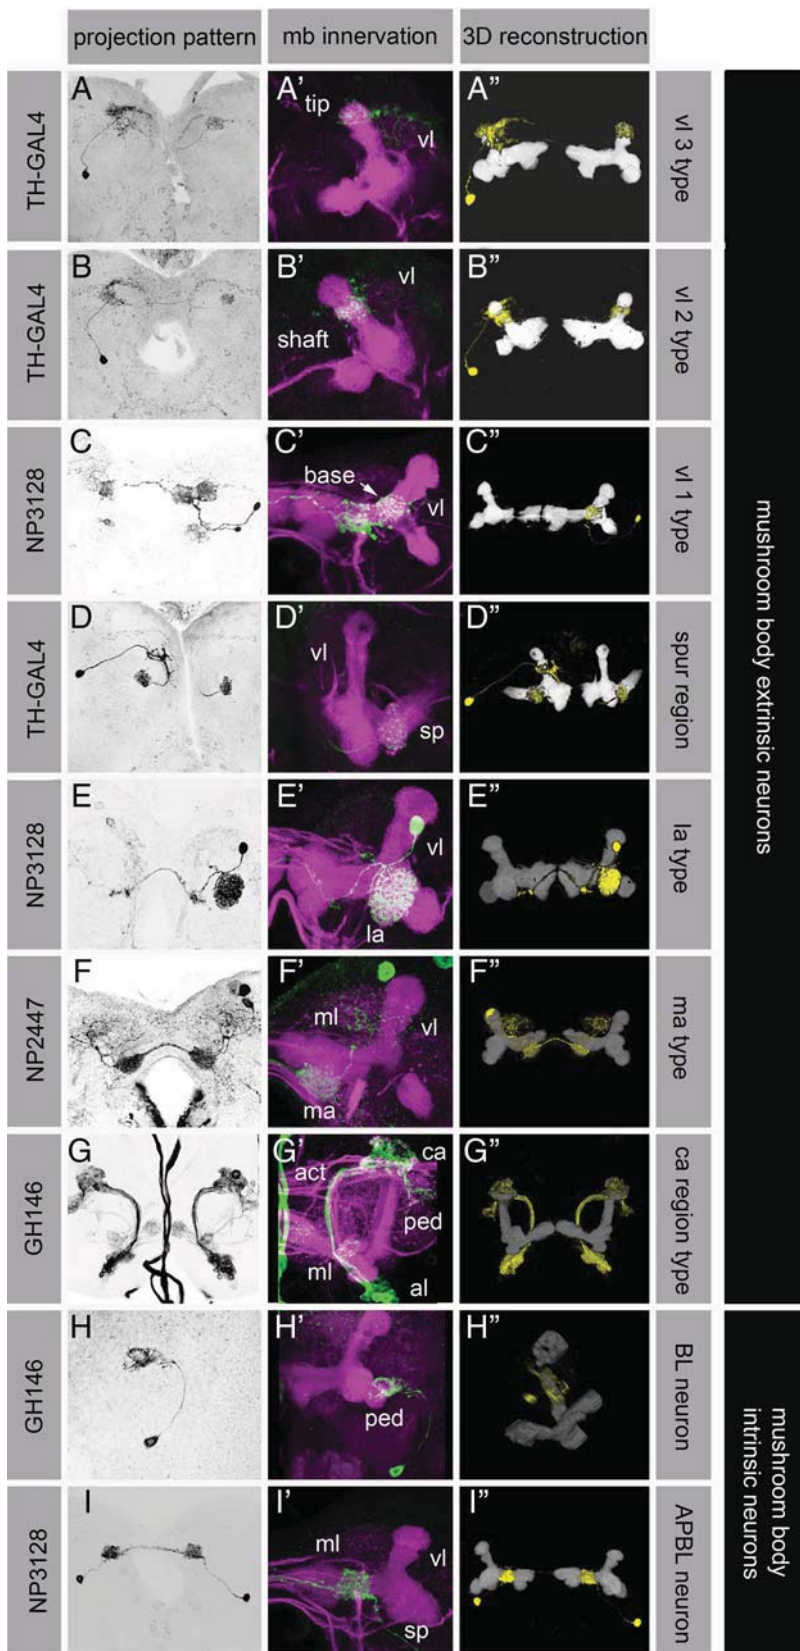 projection pattern
mb innervation
3D reconstruction
TH-GAL4
A
A'
tip
vl
A”
vl 3 type
TH-GAL4
B
B'
vl
shaft
B”
vl 2 type
NP3128
C
C'
base
vl
C”
vl 1 type
TH-GAL4
D
D'
vl
sp
D”
spur region
NP3128
E
E'
vl
la
E”
la type
NP2447
F
F'
ml
vl
ma
F”
ma type
GH146
G
G'
ca
act
ped
ml
al
G”
ca region type
mushroom body extrinsic neurons
GH146
H
H'
ped
H”
BL neuron
NP3128
I
I'
ml
vl
sp
I”
APBL neuron
mushroom body
intrinsic neurons